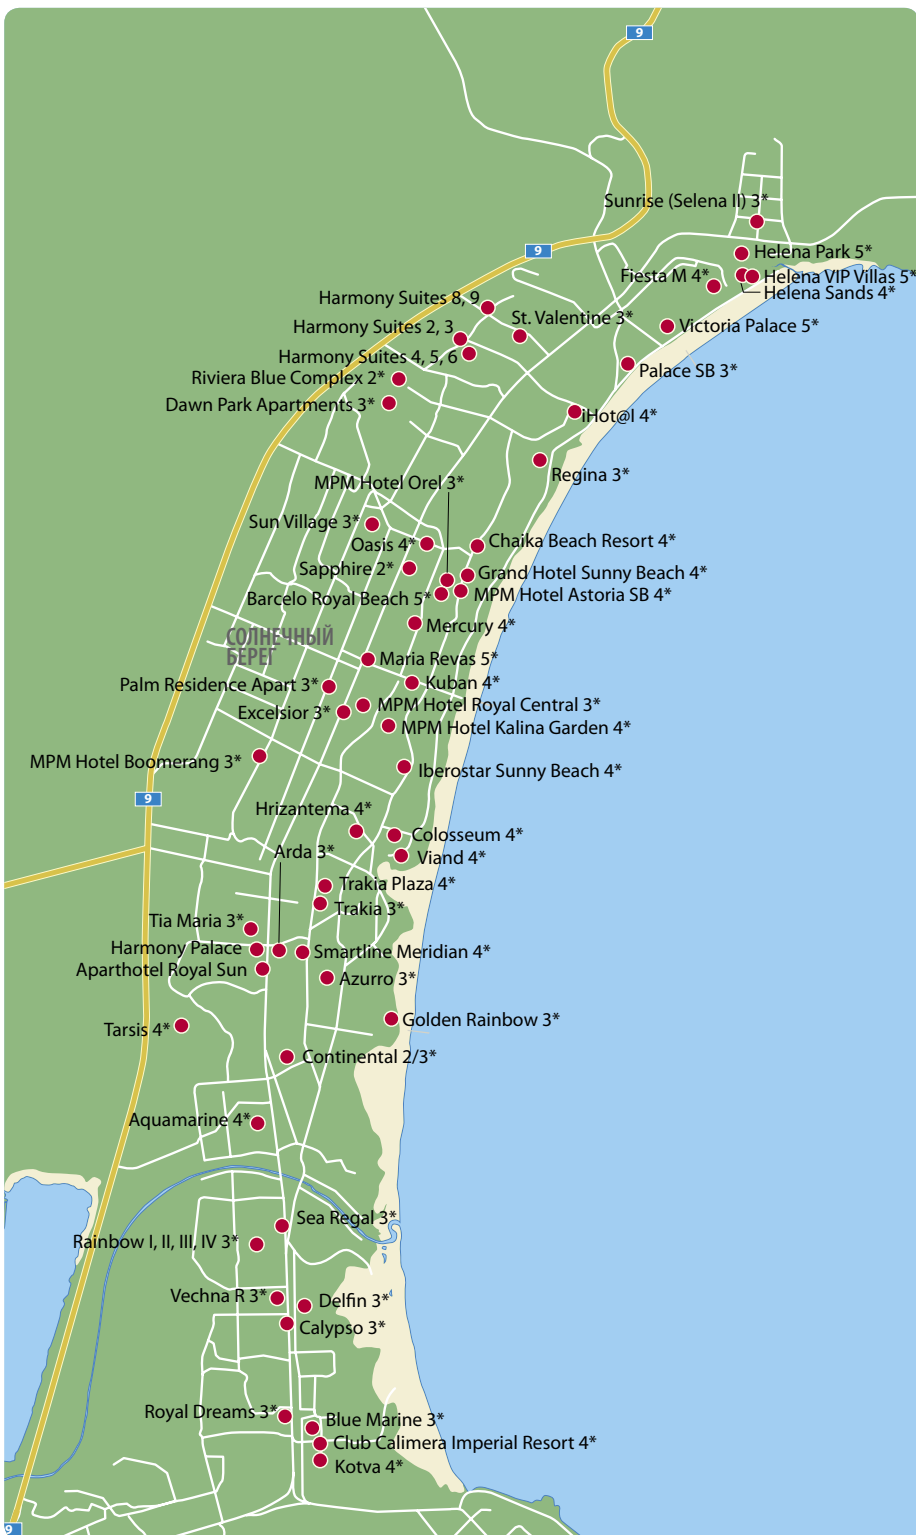 9
Sunrise (Selena II) 3*
9
Helena Park 5*
Fiesta M 4*
Helena VIP Villas 5*
Helena Sands 4*
Harmony Suites 8, 9
St. Valentine 3*
Harmony Suites 2, 3
Victoria Palace 5*
Harmony Suites 4, 5, 6
Riviera Blue Complex 2*
Palace SB 3*
Dawn Park Apartments 3*
iHot@l 4*
Regina 3*
MPM Hotel Orel 3*
Sun Village 3*
Oasis 4*
Chaika Beach Resort 4*
Sapphire 2*
Grand Hotel Sunny Beach 4*
Barcelo Royal Beach 5*
MPM Hotel Astoria SB 4*
Mercury 4*
СОЛНЕЧНЫЙ
БЕРЕГ
Maria Revas 5*
Palm Residence Apart 3*
Kuban 4*
Excelsior 3*
MPM Hotel Royal Central 3*
MPM Hotel Kalina Garden 4*
MPM Hotel Boomerang 3*
Iberostar Sunny Beach 4*
9
Hrizantema 4*
Colosseum 4*
Arda 3*
Viand 4*
Trakia Plaza 4*
Trakia 3*
Tia Maria 3*
Harmony Palace
Smartline Meridian 4*
Aparthotel Royal Sun
Azurro 3*
Golden Rainbow 3*
Tarsis 4*
Continental 2/3*
Aquamarine 4*
Sea Regal 3*
Rainbow I, II, III, IV 3*
Vechna R 3*
Delfin 3*
Calypso 3*
Royal Dreams 3*
Blue Marine 3*
Club Calimera Imperial Resort 4*
Kotva 4*
9